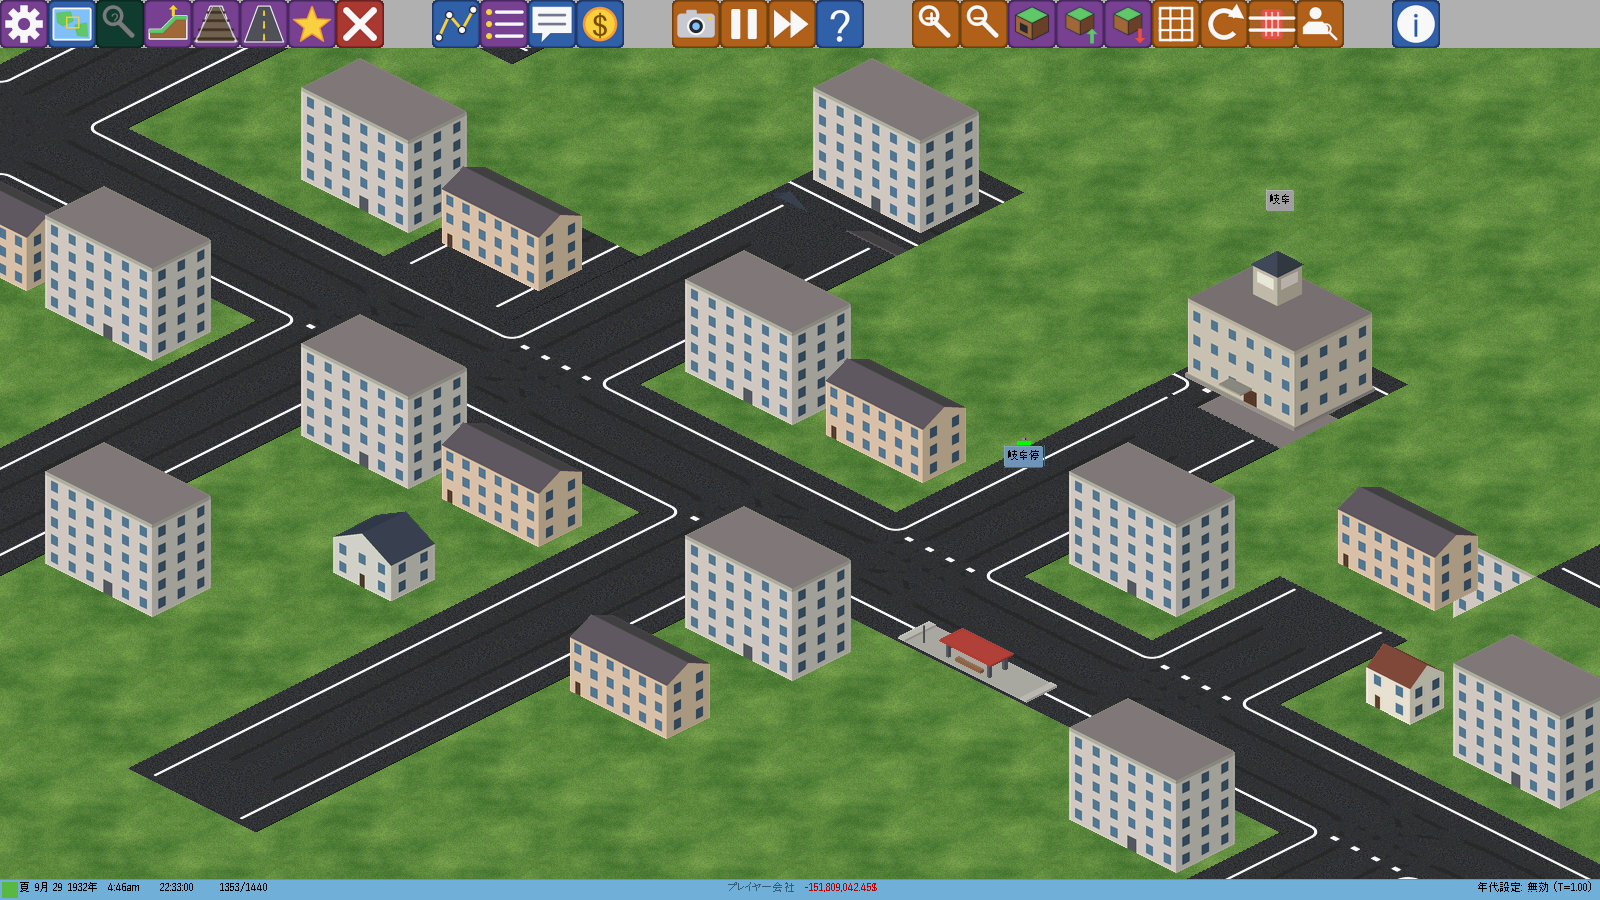 岐阜
岐阜停
夏 9月 29 1932年 4:46am 22:33:00 1353/1440
プレイヤー会社 -151,809,042.45$
年代設定: 無効 (T=1.00)